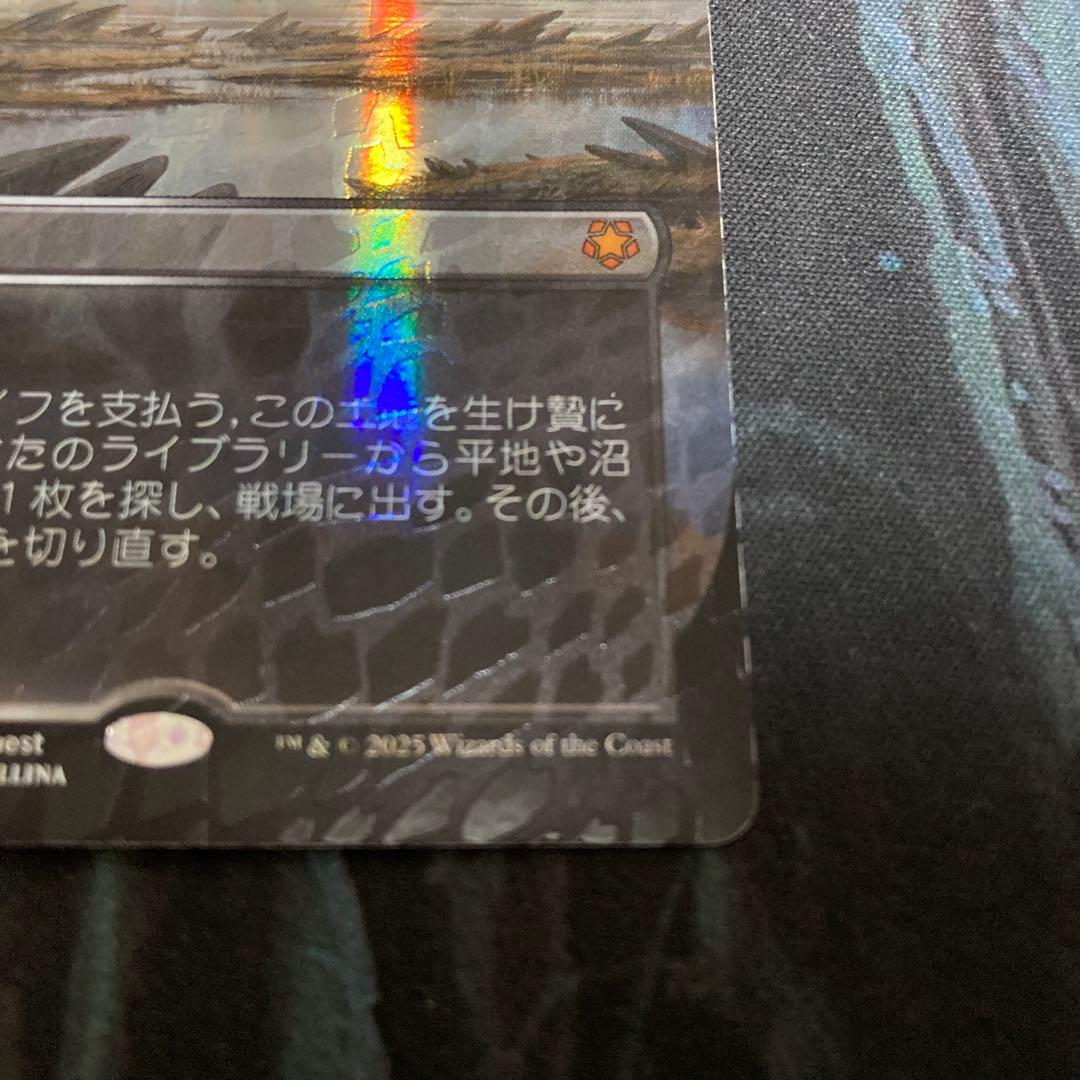 イフを支払う,この土地を生け贄に
たのライブラリーから平地や沼
1枚を探し、戦場に出す。その後、
を切り直す。
uest
LLINA
™ & © 2025 Wizards of the Coast